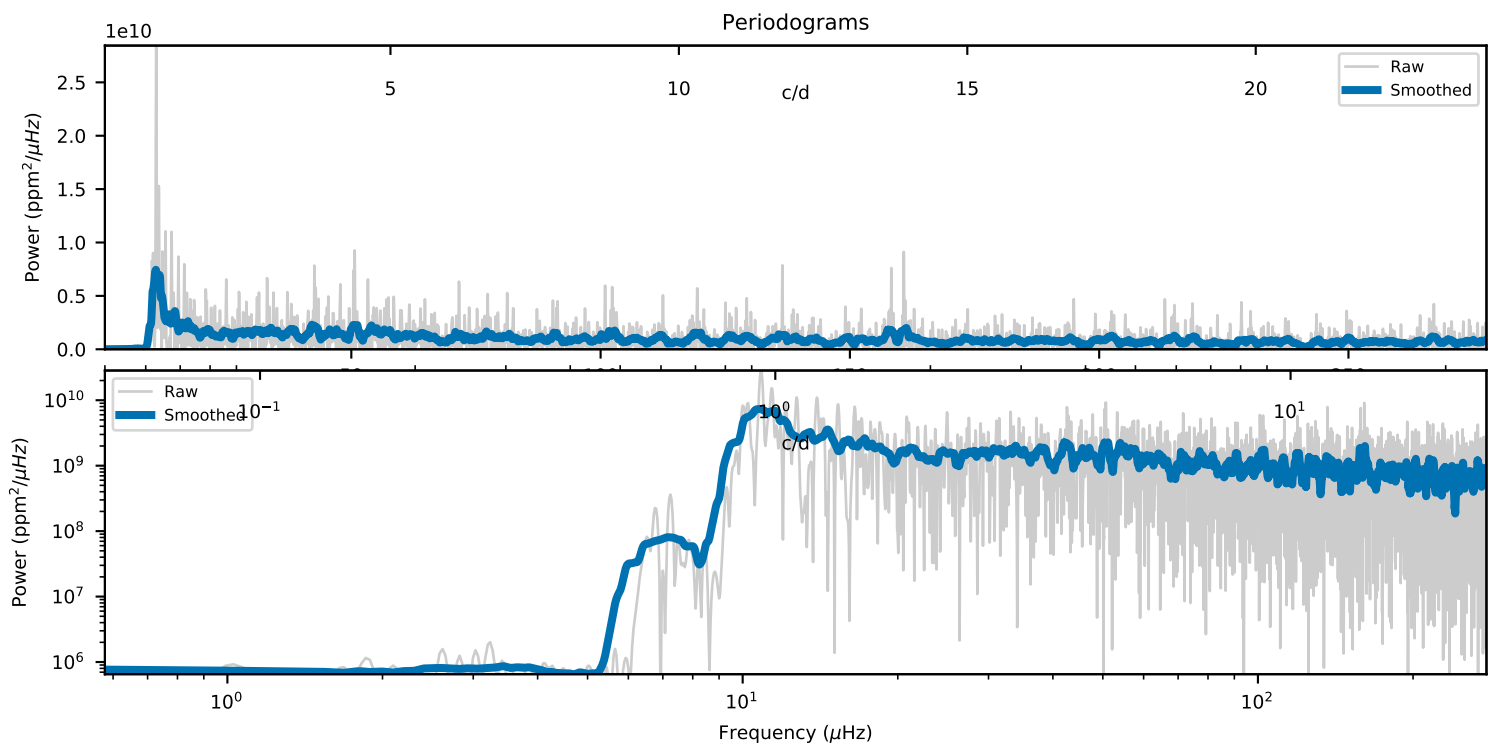 Periodograms
1e10
5 10 15 20
c/d
Raw
Smoothed
2.5
2.0
1.5
1.0
0.5
0.0
Power (ppm²/μHz)
Raw
Smoothed
10⁻¹ 10⁰ 10¹
c/d
10¹⁰
10⁹
10⁸
10⁷
10⁶
Power (ppm²/μHz)
10⁰ 10¹ 10²
Frequency (μHz)